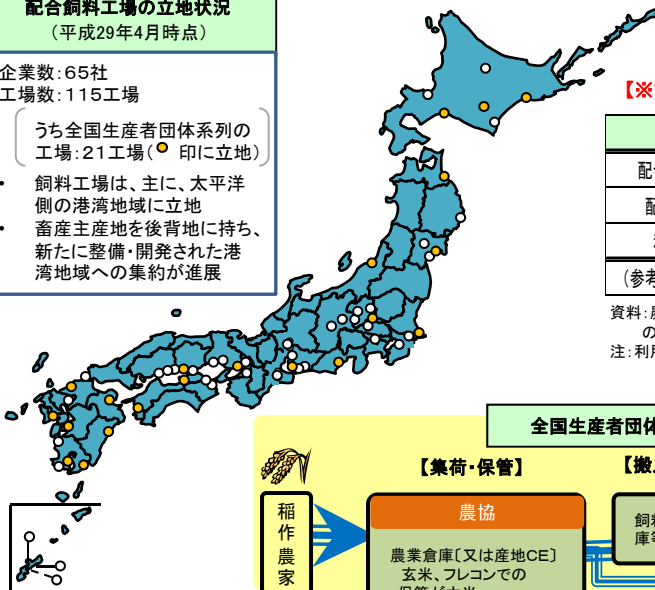 配合飼料工場の立地状況
（平成29年4月時点）
企業数：65社
工場数：115工場
うち全国生産者団体系列の
工場：21工場（ 印に立地）
・ 飼料工場は、主に、太平洋
側の港湾地域に立地
・ 畜産主産地を後背地に持ち、
新たに整備・開発された港
湾地域への集約が進展
【※
配
配
（参考
資料：
の
注：利用
全国生産者団体
【集荷・保管】
【搬
稲作農家
農協
農業倉庫〔又は産地CE〕
玄米、フレコンでの
飼料
庫等